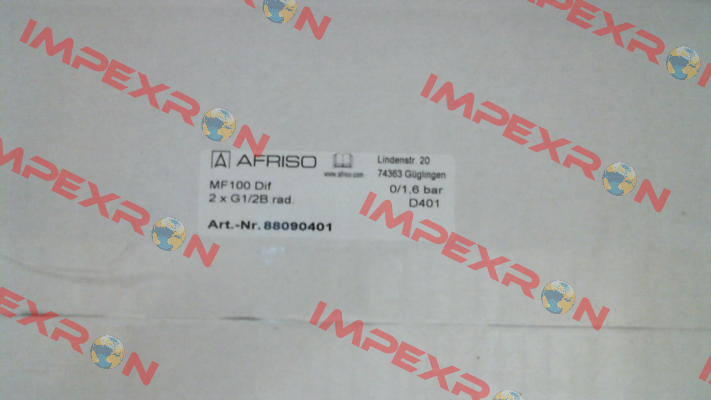 AFRISO
www.afriso.com
Lindenstr. 20
74363 Güglingen
MF100 Dif
0/1,6 bar
2 x G1/2B rad.
D401
Art.-Nr. 88090401
IMPEXRON
IMPEXRON
IMPEXRON
IMPEXRON
IMPEXRON
IMPEXRON
IMPEXRON